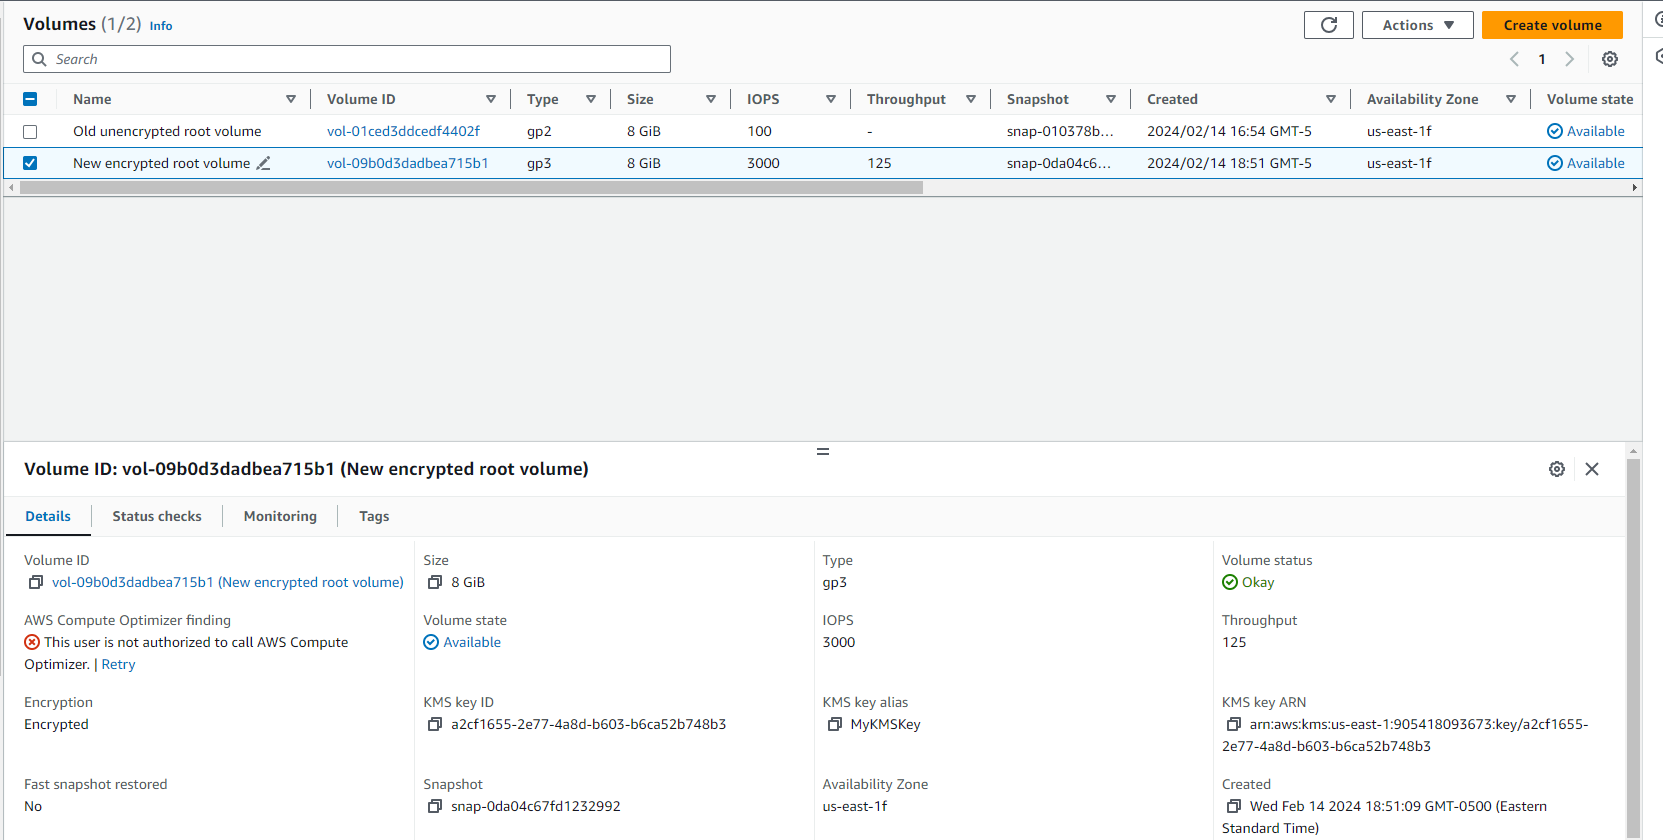 Volumes (1/2) Info
Actions
Create volume
Search
1
Name Volume ID Type Size IOPS Throughput Snapshot Created Availability Zone Volume state
Old unencrypted root volume vol-01ced3ddcedf4402f gp2 8 GiB 100 - snap-010378b... 2024/02/14 16:54 GMT-5 us-east-1f Available
New encrypted root volume vol-09b0d3dadbea715b1 gp3 8 GiB 3000 125 snap-0da04c6... 2024/02/14 18:51 GMT-5 us-east-1f Available
Volume ID: vol-09b0d3dadbea715b1 (New encrypted root volume)
Details Status checks Monitoring Tags
Volume ID
vol-09b0d3dadbea715b1 (New encrypted root volume)
Size
8 GiB
Type
gp3
Volume status
Okay
AWS Compute Optimizer finding
This user is not authorized to call AWS Compute
Optimizer. | Retry
Volume state
Available
IOPS
3000
Throughput
125
Encryption
Encrypted
KMS key ID
a2cf1655-2e77-4a8d-b603-b6ca52b748b3
KMS key alias
MyKMSKey
KMS key ARN
arn:aws:kms:us-east-1:905418093673:key/a2cf1655-
2e77-4a8d-b603-b6ca52b748b3
Fast snapshot restored
No
Snapshot
snap-0da04c67fd1232992
Availability Zone
us-east-1f
Created
Wed Feb 14 2024 18:51:09 GMT-0500 (Eastern
Standard Time)